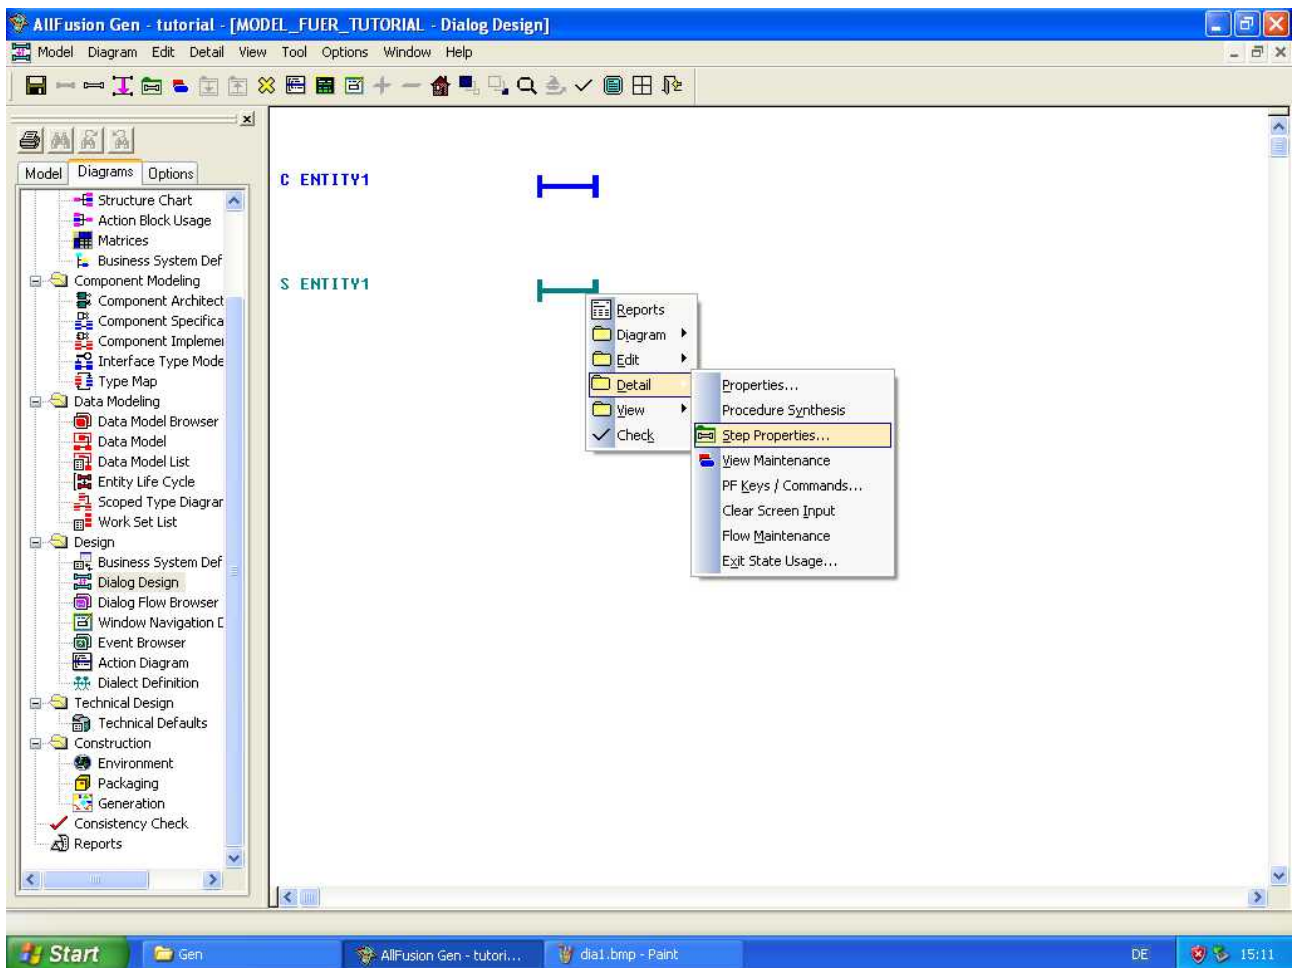 AllFusion Gen - tutorial - [MODEL_FUER_TUTORIAL - Dialog Design]
Model Diagram Edit Detail View Tool Options Window Help
Model Diagrams Options
Structure Chart
Action Block Usage
Matrices
Business System Def
Component Modeling
Component Architect
Component Specifica
Component Implemen
Interface Type Mode
Type Map
Data Modeling
Data Model Browser
Data Model
Data Model List
Entity Life Cycle
Scoped Type Diagrar
Work Set List
Design
Business System Def
Dialog Design
Dialog Flow Browser
Window Navigation D
Event Browser
Action Diagram
Dialect Definition
Technical Design
Technical Defaults
Construction
Environment
Packaging
Generation
Consistency Check
Reports
C ENTITY1
S ENTITY1
Reports
Diagram
Edit
Detail
View
Check
Properties...
Procedure Synthesis
Step Properties...
View Maintenance
PF Keys / Commands...
Clear Screen Input
Flow Maintenance
Exit State Usage...
Start Gen AllFusion Gen - tutori... dia1.bmp - Paint DE 15:11